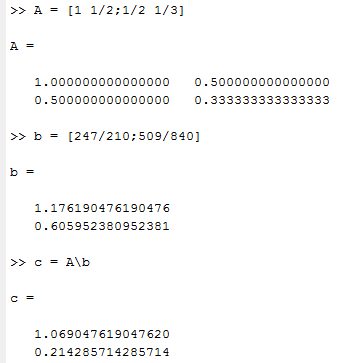 >> A = [1 1/2;1/2 1/3]
A =
1.000000000000000 0.500000000000000
0.500000000000000 0.333333333333333
>> b = [247/210;509/840]
b =
1.176190476190476
0.605952380952381
>> c = A\b
c =
1.069047619047620
0.214285714285714